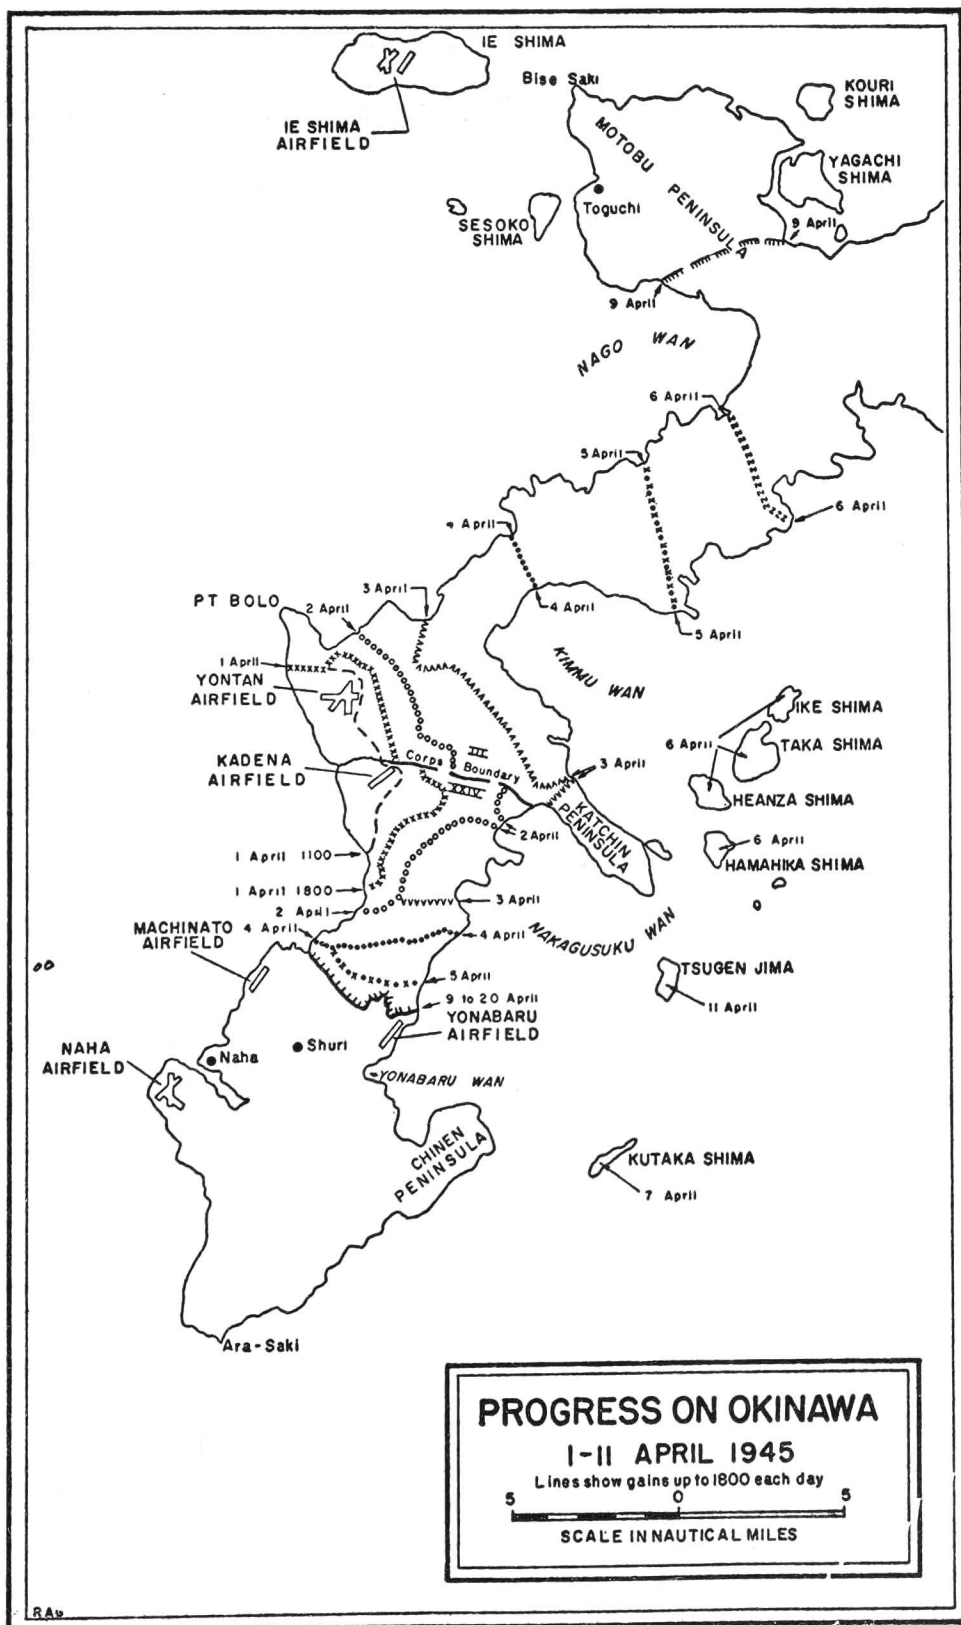 IE SHIMA
Bise Saki
KOURI
SHIMA
IE SHIMA
AIRFIELD
MOTOBU PENINSULA
YAGACHI
SHIMA
Toguchi
SESOKO
SHIMA
9 April
9 April
NAGO WAN
6 April
5 April
6 April
4 April
3 April
4 April
PT BOLO
2 April
5 April
1 April
YONTAN
AIRFIELD
KIMMU WAN
IKE SHIMA
TAKA SHIMA
6 April
III
Corps Boundary
XXIV
KADENA
AIRFIELD
3 April
HEANZA SHIMA
KATCHIN
PENINSULA
2 April
6 April
HAMAHIKA SHIMA
1 April 1100
1 April 1800
3 April
2 April
4 April
MACHINATO
AIRFIELD
4 April
NAKAGUSUKU WAN
TSUGEN JIMA
5 April
11 April
9 to 20 April
YONABARU
AIRFIELD
NAHA
AIRFIELD
Naha
Shuri
YONABARU WAN
CHINEN
PENINSULA
KUTAKA SHIMA
7 April
Ara-Saki
PROGRESS ON OKINAWA
1-11 APRIL 1945
Lines show gains up to 1800 each day
5 0 5
SCALE IN NAUTICAL MILES